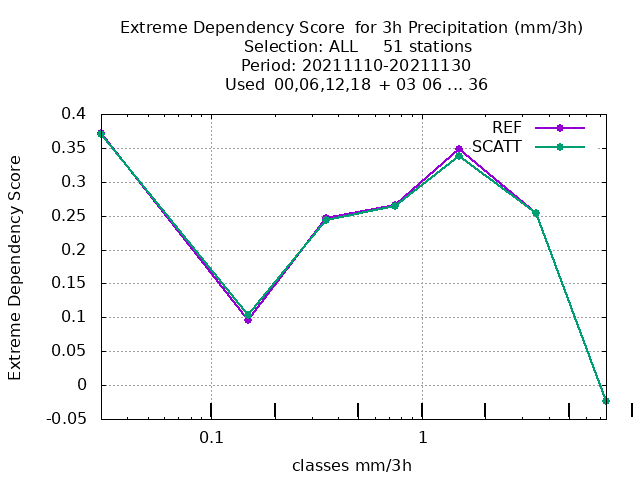 Extreme Dependency Score  for 3h Precipitation (mm/3h)
Selection: ALL     51 stations
Period: 20211110-20211130
Used  00,06,12,18  + 03 06 ... 36
0.4
0.35
0.3
0.25
0.2
0.15
0.1
0.05
0
-0.05
Extreme Dependency Score
REF
SCATT
0.1
1
classes mm/3h